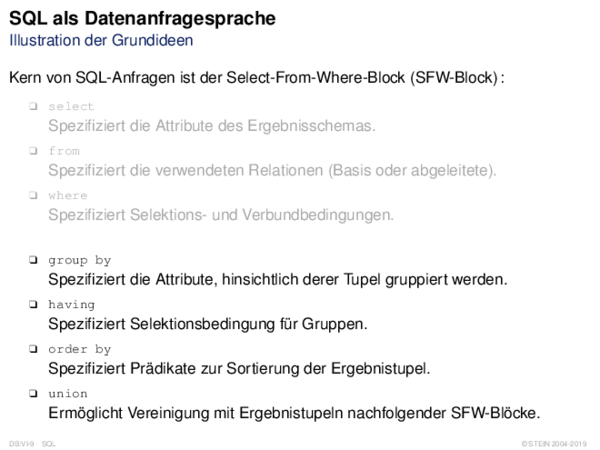 SQL als Datenanfragesprache
Illustration der Grundideen
Kern von SQL-Anfragen ist der Select-From-Where-Block (SFW-Block) :
❑ select
Spezifiziert die Attribute des Ergebnisschemas.
❑ from
Spezifiziert die verwendeten Relationen (Basis oder abgeleitete).
❑ where
Spezifiziert Selektions- und Verbundbedingungen.
❑ group by
Spezifiziert die Attribute, hinsichtlich derer Tupel gruppiert werden.
❑ having
Spezifiziert Selektionsbedingung für Gruppen.
❑ order by
Spezifiziert Prädikate zur Sortierung der Ergebnistupel.
❑ union
Ermöglicht Vereinigung mit Ergebnistupeln nachfolgender SFW-Blöcke.
DB:VI-9 SQL
© STEIN 2004-2019